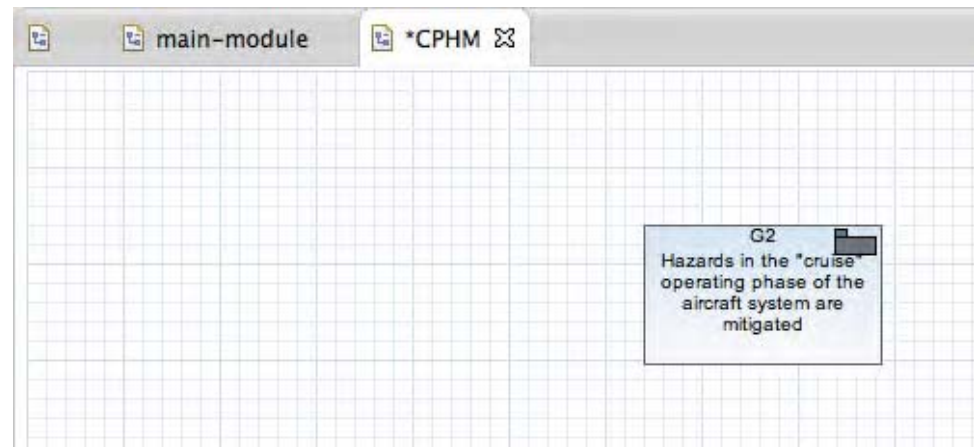 main-module
*CPHM
G2
Hazards in the "cruise"
operating phase of the
aircraft system are
mitigated